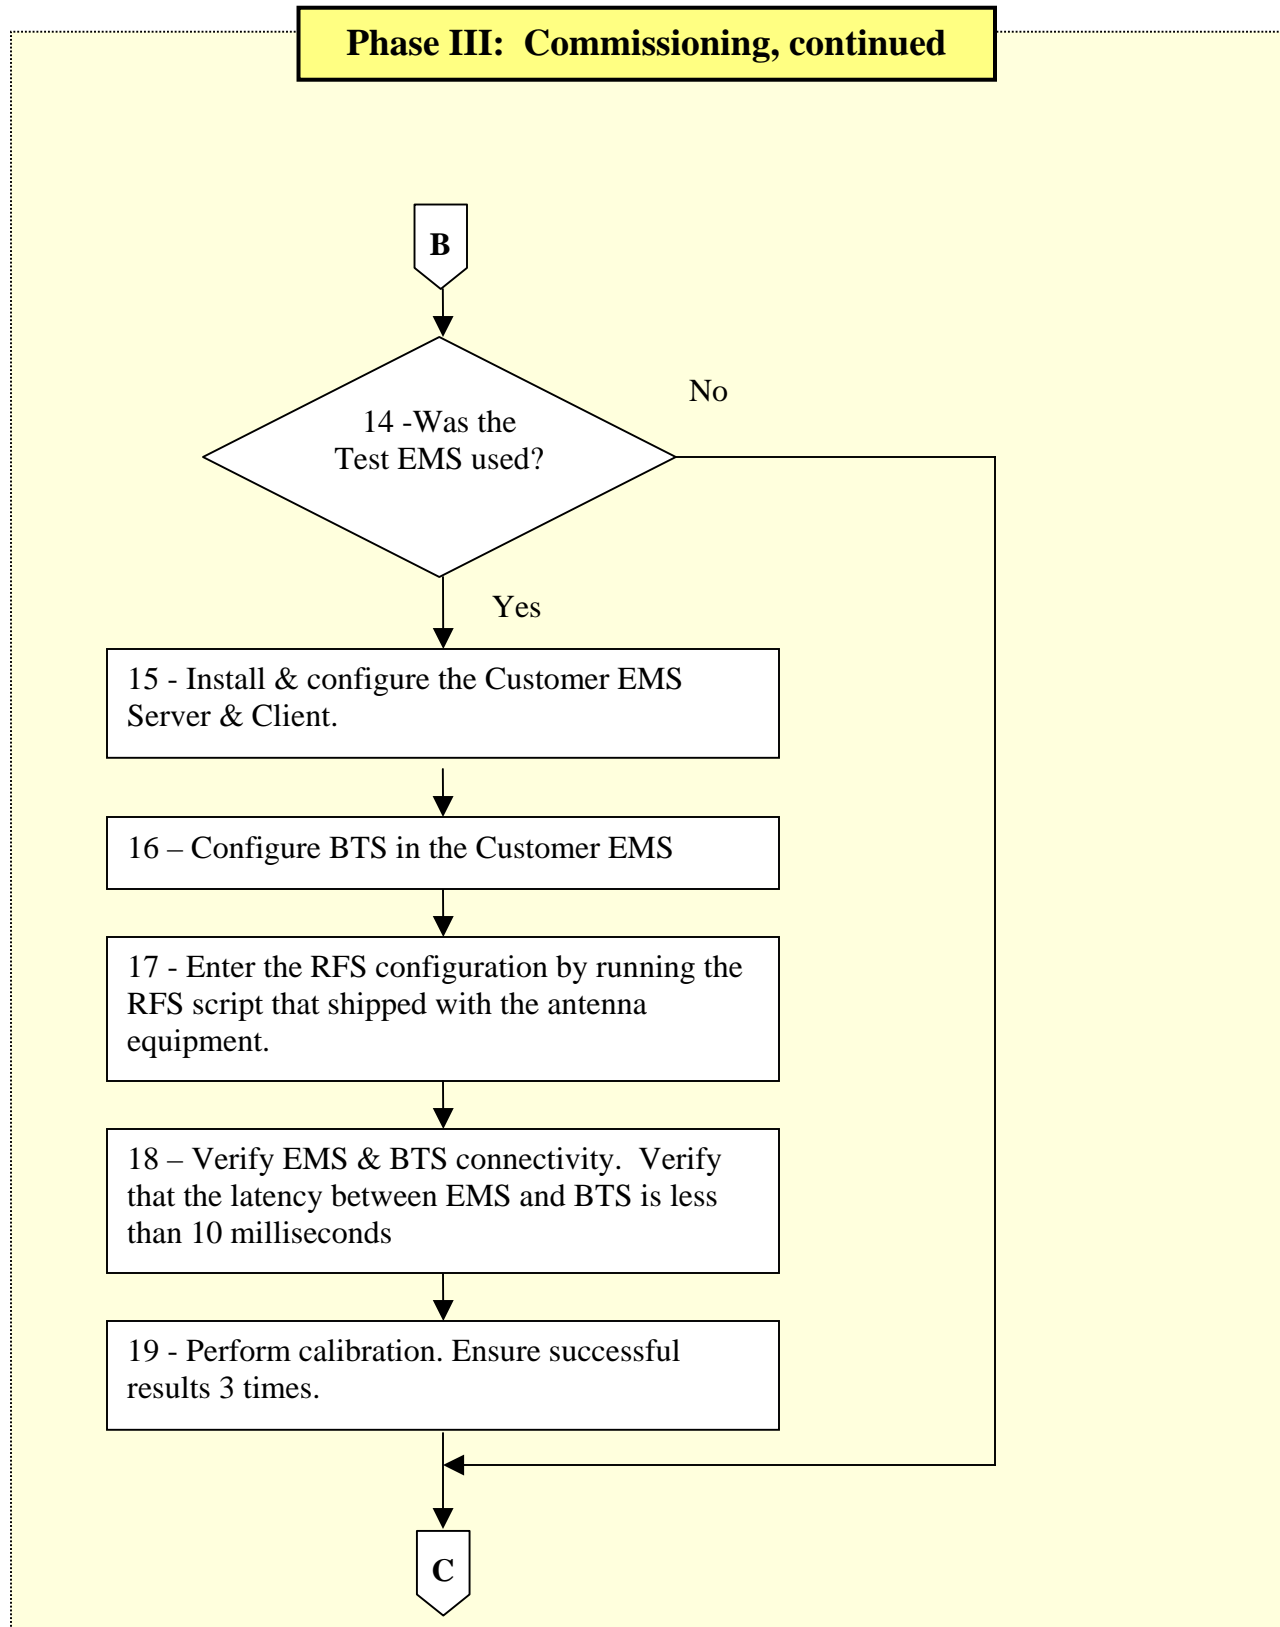 Phase III:  Commissioning, continued
B
No
14 -Was the
Test EMS used?
Yes
15 - Install & configure the Customer EMS
Server & Client.
16 – Configure BTS in the Customer EMS
17 - Enter the RFS configuration by running the
RFS script that shipped with the antenna
equipment.
18 – Verify EMS & BTS connectivity.  Verify
that the latency between EMS and BTS is less
than 10 milliseconds
19 - Perform calibration. Ensure successful
results 3 times.
C